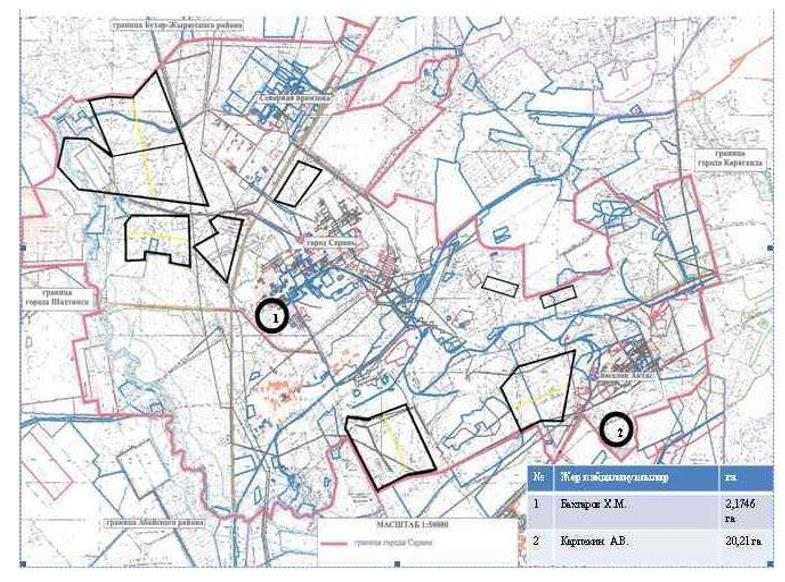 граница Бухар-Жырауского района
Северная промзона
граница
города Караганда
город Сарань
граница
города Шахтинска
1
поселок Актас
2
граница Абайского района
МАСШТАБ 1:50000
граница города Сарани
№ Жер пайдаланушылар га
1 Бахтаров Х.М. 2,1746 га
2 Карпекин А.В. 20,21 га